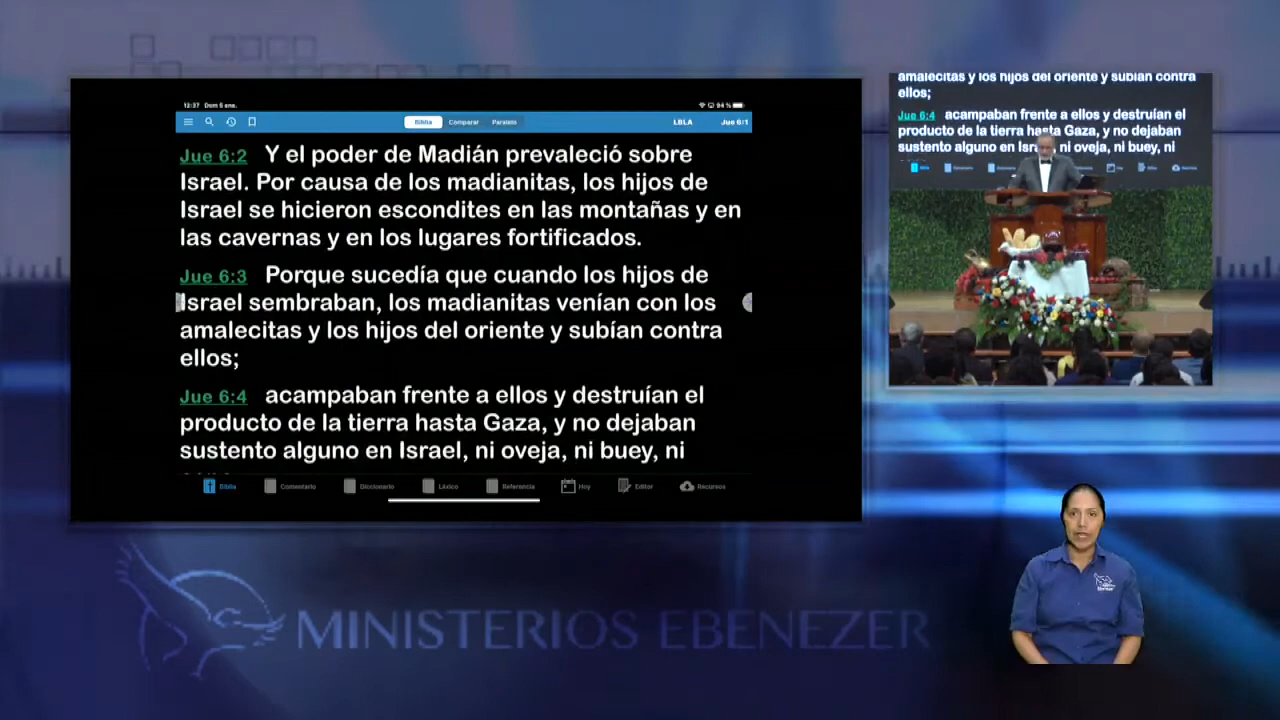 12:37 Dom 6 ene.
94 %
Biblia Comparar Paralelo
LBLA Jue 6:1
Jue 6:2 Y el poder de Madián prevaleció sobre
Israel. Por causa de los madianitas, los hijos de
Israel se hicieron escondites en las montañas y en
las cavernas y en los lugares fortificados.
Jue 6:3 Porque sucedía que cuando los hijos de
Israel sembraban, los madianitas venían con los
amalecitas y los hijos del oriente y subían contra
ellos;
Jue 6:4 acampaban frente a ellos y destruían el
producto de la tierra hasta Gaza, y no dejaban
sustento alguno en Israel, ni oveja, ni buey, ni
Biblia Comentario Diccionario Léxico Referencia Hoy Editor Recursos
amalecitas y los hijos del oriente y subían contra
ellos;
Jue 6:4 acampaban frente a ellos y destruían el
producto de la tierra hasta Gaza, y no dejaban
sustento alguno en Israel, ni oveja, ni buey, ni
MINISTERIOS EBENEZER